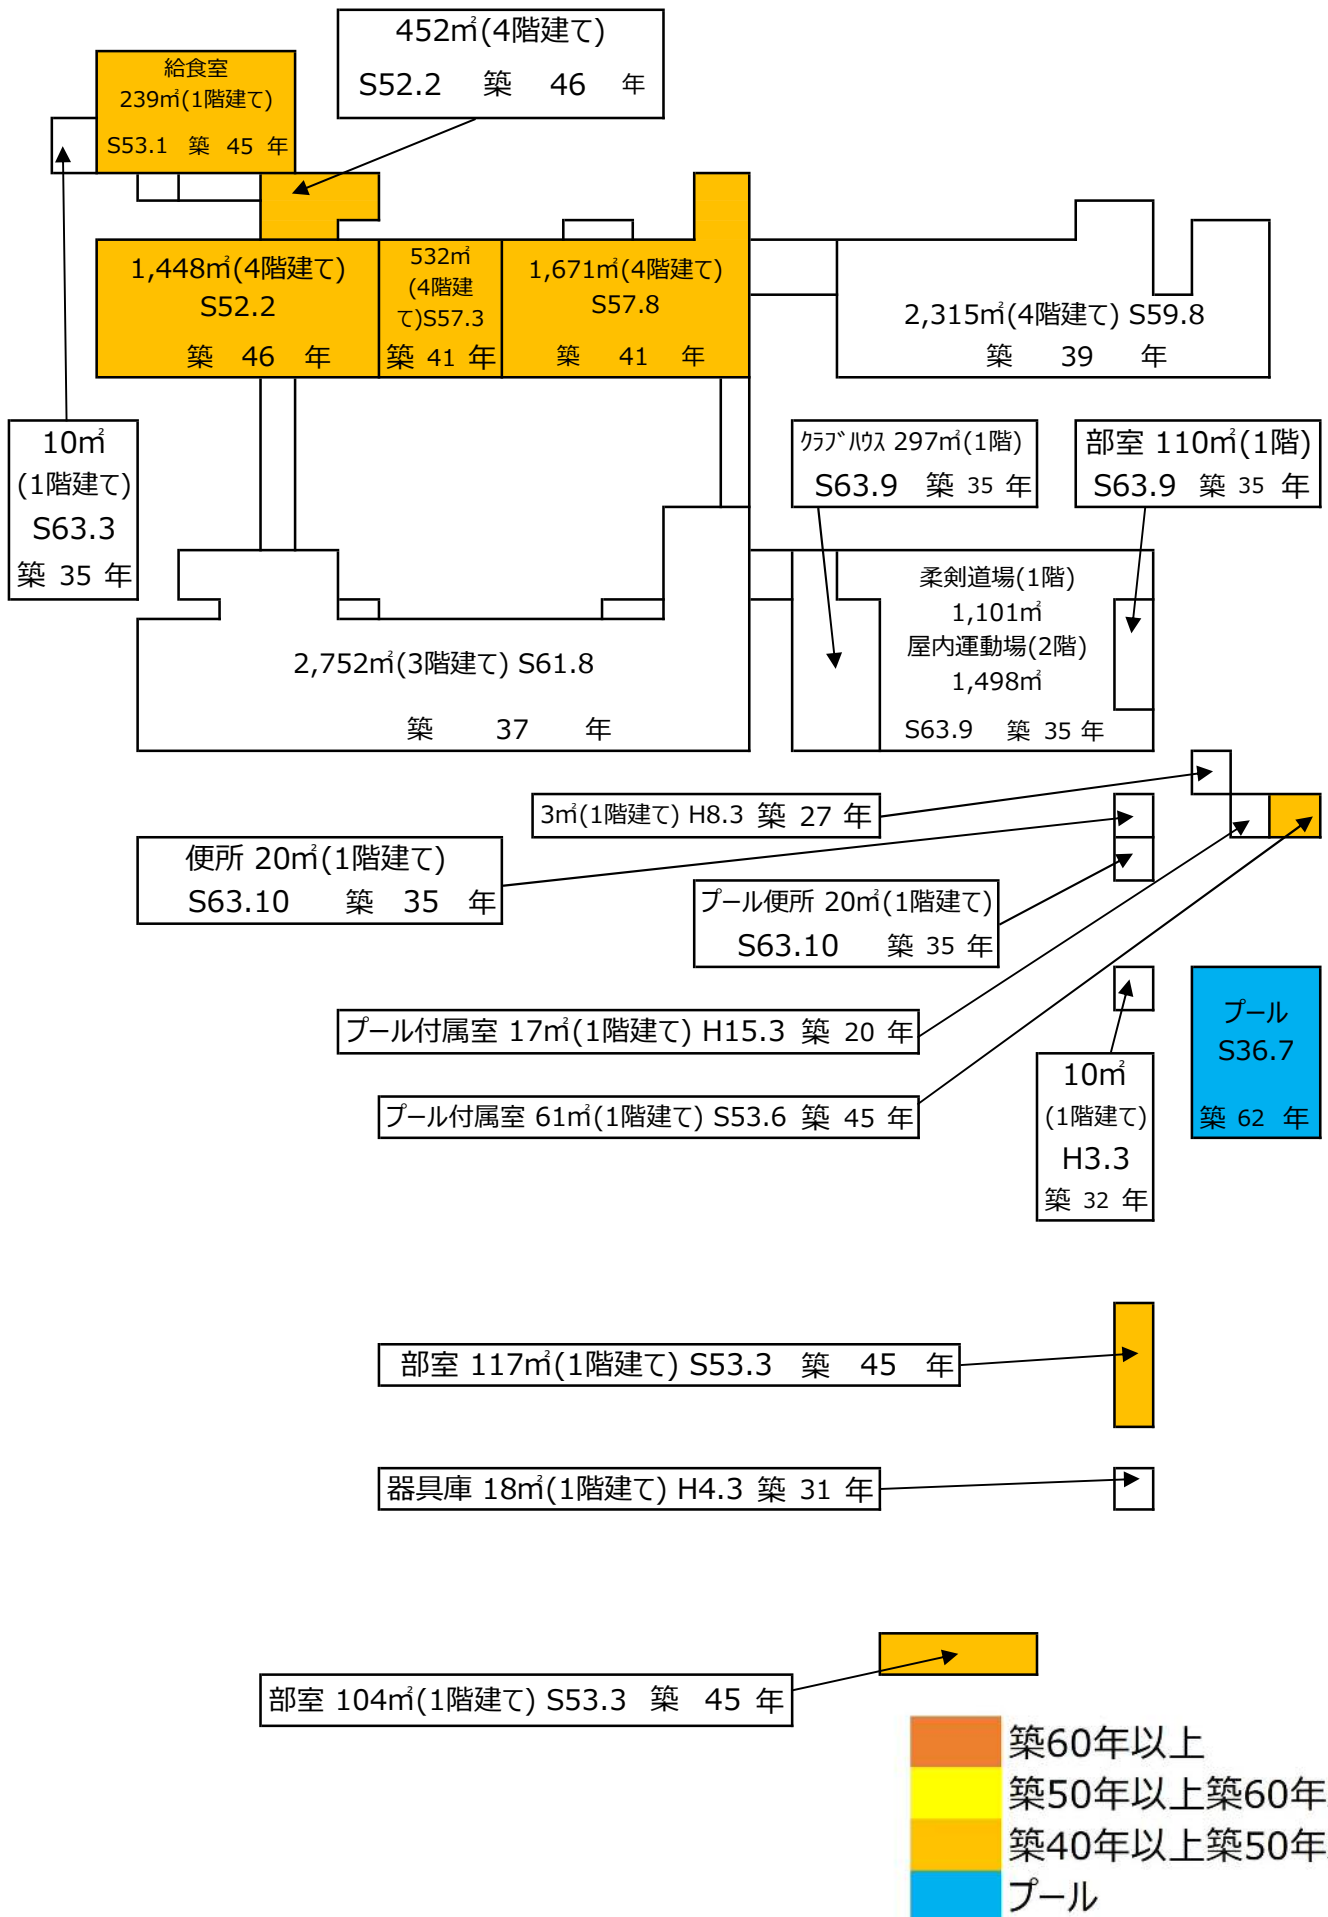 452㎡(4階建て)
S52.2 築 46 年
給食室
239㎡(1階建て)
S53.1 築 45 年
1,448㎡(4階建て)
S52.2
築 46 年
532㎡
(4階建
て)S57.3
築 41 年
1,671㎡(4階建て)
S57.8
築 41 年
2,315㎡(4階建て) S59.8
築 39 年
10㎡
(1階建て)
S63.3
築 35 年
クラブハウス 297㎡(1階)
S63.9 築 35 年
部室 110㎡(1階)
S63.9 築 35 年
柔剣道場(1階)
1,101㎡
屋内運動場(2階)
1,498㎡
S63.9 築 35 年
2,752㎡(3階建て) S61.8
築 37 年
3㎡(1階建て) H8.3 築 27 年
便所 20㎡(1階建て)
S63.10 築 35 年
プール便所 20㎡(1階建て)
S63.10 築 35 年
プール付属室 17㎡(1階建て) H15.3 築 20 年
プール付属室 61㎡(1階建て) S53.6 築 45 年
10㎡
(1階建て)
H3.3
築 32 年
プール
S36.7
築 62 年
部室 117㎡(1階建て) S53.3 築 45 年
器具庫 18㎡(1階建て) H4.3 築 31 年
部室 104㎡(1階建て) S53.3 築 45 年
築60年以上
築50年以上築60年
築40年以上築50年
プール